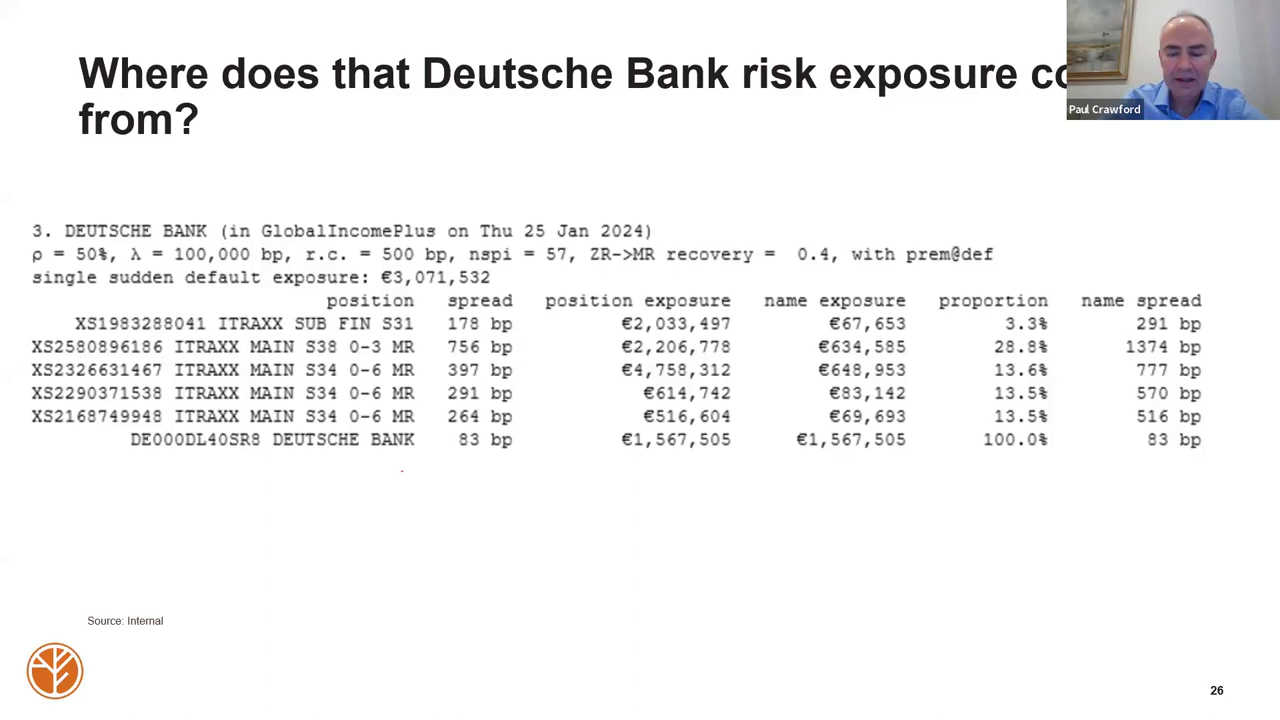 Where does that Deutsche Bank risk exposure
from?
Paul Crawford
3. DEUTSCHE BANK (in GlobalIncomePlus on Thu 25 Jan 2024)
ρ = 50%, λ = 100,000 bp, r.c. = 500 bp, nspi = 57, ZR->MR recovery = 0.4, with prem@def
single sudden default exposure: €3,071,532
position spread position exposure name exposure proportion name spread
XS1983288041 ITRAXX SUB FIN S31 178 bp €2,033,497 €67,653 3.3% 291 bp
XS2580896186 ITRAXX MAIN S38 0-3 MR 756 bp €2,206,778 €634,585 28.8% 1374 bp
XS2326631467 ITRAXX MAIN S34 0-6 MR 397 bp €4,758,312 €648,953 13.6% 777 bp
XS2290371538 ITRAXX MAIN S34 0-6 MR 291 bp €614,742 €83,142 13.5% 570 bp
XS2168749948 ITRAXX MAIN S34 0-6 MR 264 bp €516,604 €69,693 13.5% 516 bp
DE000DL40SR8 DEUTSCHE BANK 83 bp €1,567,505 €1,567,505 100.0% 83 bp
Source: Internal
26